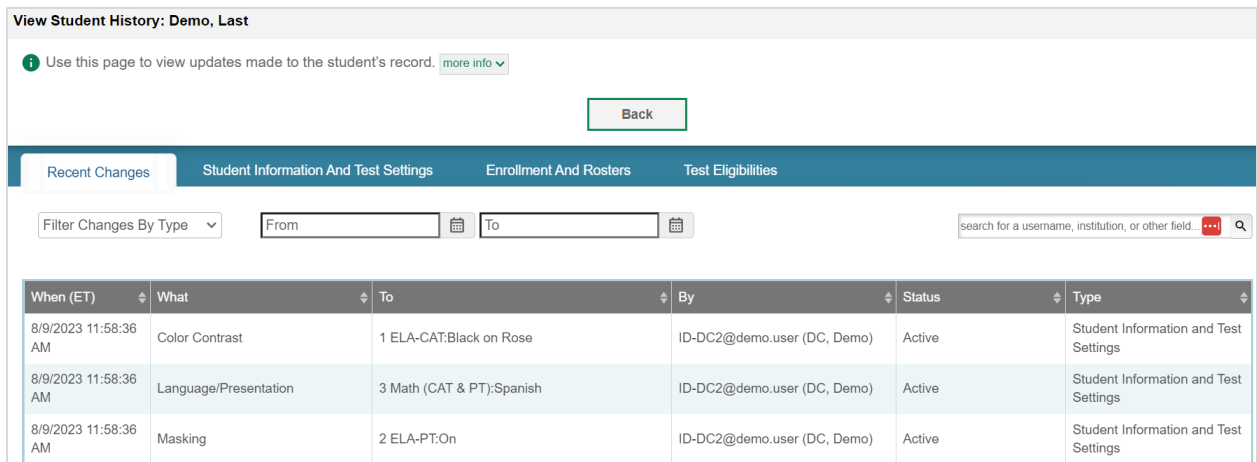 View Student History: Demo, Last
Use this page to view updates made to the student's record. more info
Back
Recent Changes Student Information And Test Settings Enrollment And Rosters Test Eligibilities
Filter Changes By Type From To search for a username, institution, or other field...
When (ET) What To By Status Type
8/9/2023 11:58:36 AM Color Contrast 1 ELA-CAT:Black on Rose ID-DC2@demo.user (DC, Demo) Active Student Information and Test Settings
8/9/2023 11:58:36 AM Language/Presentation 3 Math (CAT & PT):Spanish ID-DC2@demo.user (DC, Demo) Active Student Information and Test Settings
8/9/2023 11:58:36 AM Masking 2 ELA-PT:On ID-DC2@demo.user (DC, Demo) Active Student Information and Test Settings